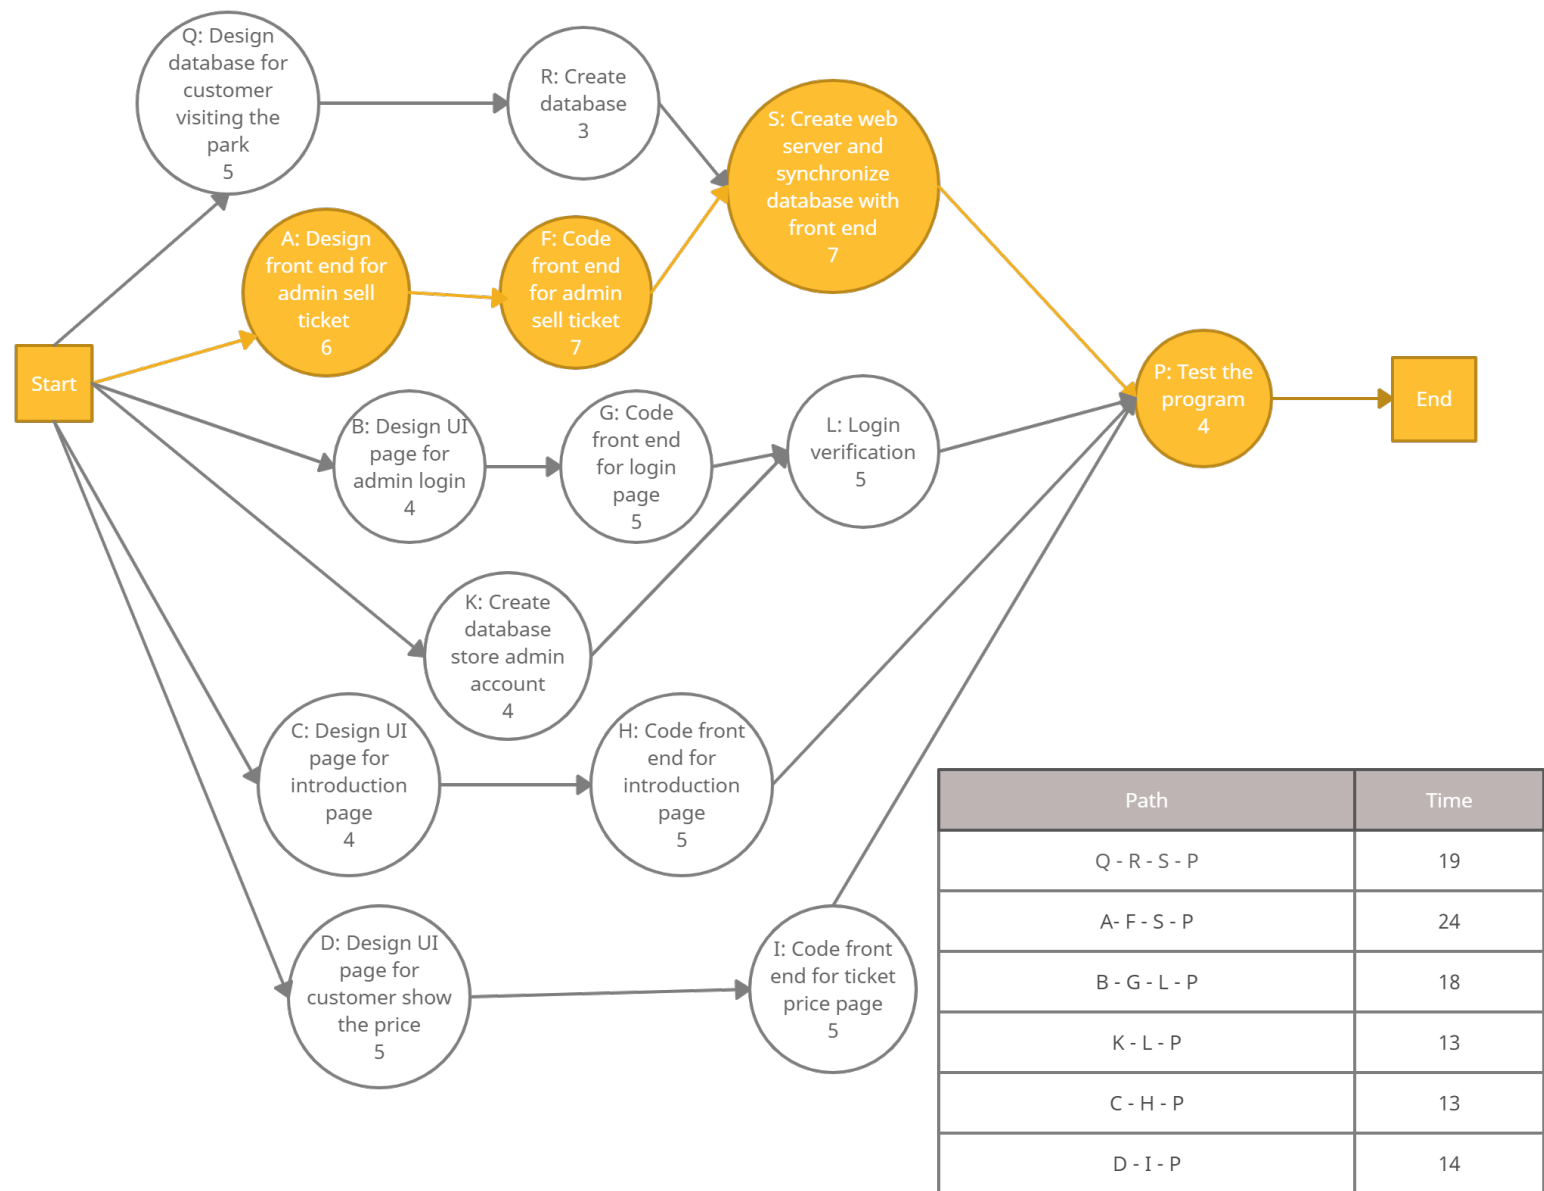 Q: Design
database for
customer
visiting the
park
5
R: Create
database
3
S: Create web
server and
synchronize
database with
front end
7
A: Design
front end for
admin sell
ticket
6
F: Code
front end
for admin
sell ticket
7
Start
B: Design UI
page for
admin login
4
G: Code
front end
for login
page
5
L: Login
verification
5
P: Test the
program
4
End
K: Create
database
store admin
account
4
C: Design UI
page for
introduction
page
4
H: Code front
end for
introduction
page
5
D: Design UI
page for
customer show
the price
5
I: Code front
end for ticket
price page
5
Path Time
Q - R - S - P 19
A- F - S - P 24
B - G - L - P 18
K - L - P 13
C - H - P 13
D - I - P 14